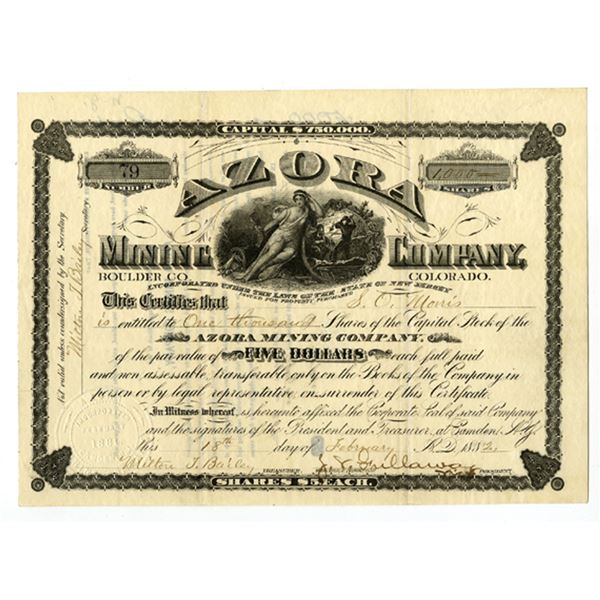 CAPITAL $750.000.
79
NUMBER
1000
SHARES
AZORA
MINING COMPANY,
BOULDER CO. COLORADO.
INCORPORATED UNDER THE LAWS OF THE STATE OF NEW JERSEY
ISSUED FOR PROPERTY PURCHASED
This Certifies that S. O. Morris
is entitled to One thousand Shares of the Capital Stock of the
AZORA MINING COMPANY,
of the par value of FIVE DOLLARS each full paid
and non assessable, transferable only on the Books of the Company in
person or by legal representative on surrender of this Certificate.
In Witness whereof, is hereunto affixed the Corporate Seal of said Company
and the signatures of the President and Treasurer, at Camden, N.J.
this 18th day of February A.D. 1882
Milton J. Bailey TREASURER PRESIDENT
SHARES $5. EACH.
Not valid unless countersigned by the Secretary
Milton J. Bailey Secretary.